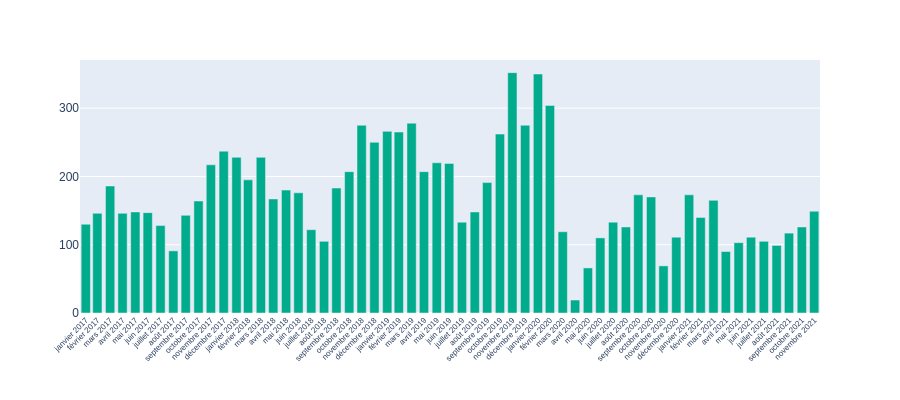 300
200
100
0
janvier 2017
février 2017
mars 2017
avril 2017
mai 2017
juin 2017
juillet 2017
août 2017
septembre 2017
octobre 2017
novembre 2017
décembre 2017
janvier 2018
février 2018
mars 2018
avril 2018
mai 2018
juin 2018
juillet 2018
août 2018
septembre 2018
octobre 2018
novembre 2018
décembre 2018
janvier 2019
février 2019
mars 2019
avril 2019
mai 2019
juin 2019
juillet 2019
août 2019
septembre 2019
octobre 2019
novembre 2019
décembre 2019
janvier 2020
février 2020
mars 2020
avril 2020
mai 2020
juin 2020
juillet 2020
août 2020
septembre 2020
octobre 2020
novembre 2020
décembre 2020
janvier 2021
février 2021
mars 2021
avril 2021
mai 2021
juin 2021
juillet 2021
août 2021
septembre 2021
octobre 2021
novembre 2021